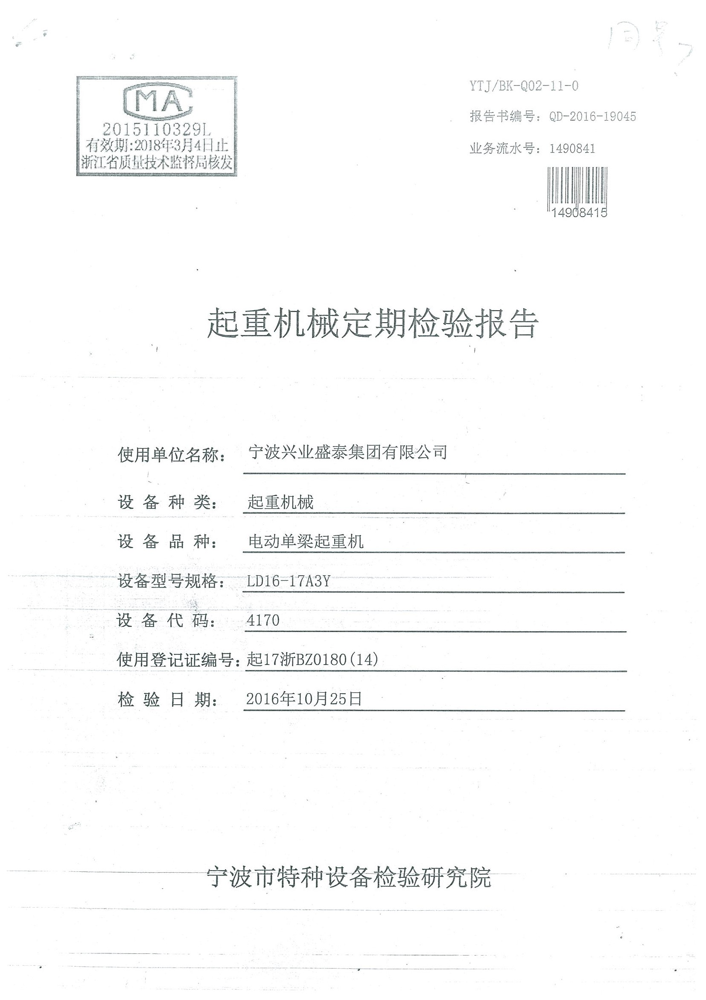 MA
2015110329L
有效期:2018年3月4日止
浙江省质量技术监督局核发
YTJ/BK-Q02-11-0
报告书编号：QD-2016-19045
业务流水号：1490841
14908415
起重机械定期检验报告
使用单位名称：宁波兴业盛泰集团有限公司
设备种类：起重机械
设备品种：电动单梁起重机
设备型号规格：LD16-17A3Y
设备代码：4170
使用登记证编号：起17浙BZ0180(14)
检验日期：2016年10月25日
宁波市特种设备检验研究院